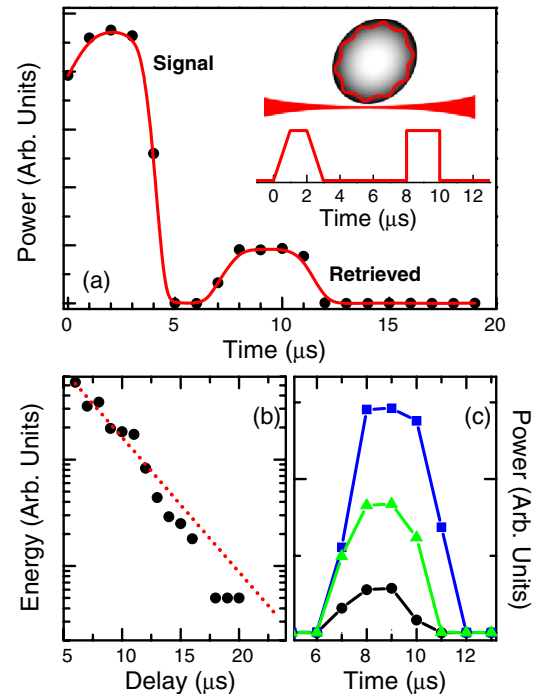 Power (Arb. Units)
Signal
0 2 4 6 8 10 12
Time (μs)
(a)
Retrieved
0 5 10 15 20
Time (μs)
Energy (Arb. Units)
(b)
5 10 15 20
Delay (μs)
(c)
Power (Arb. Units)
6 8 10 12
Time (μs)